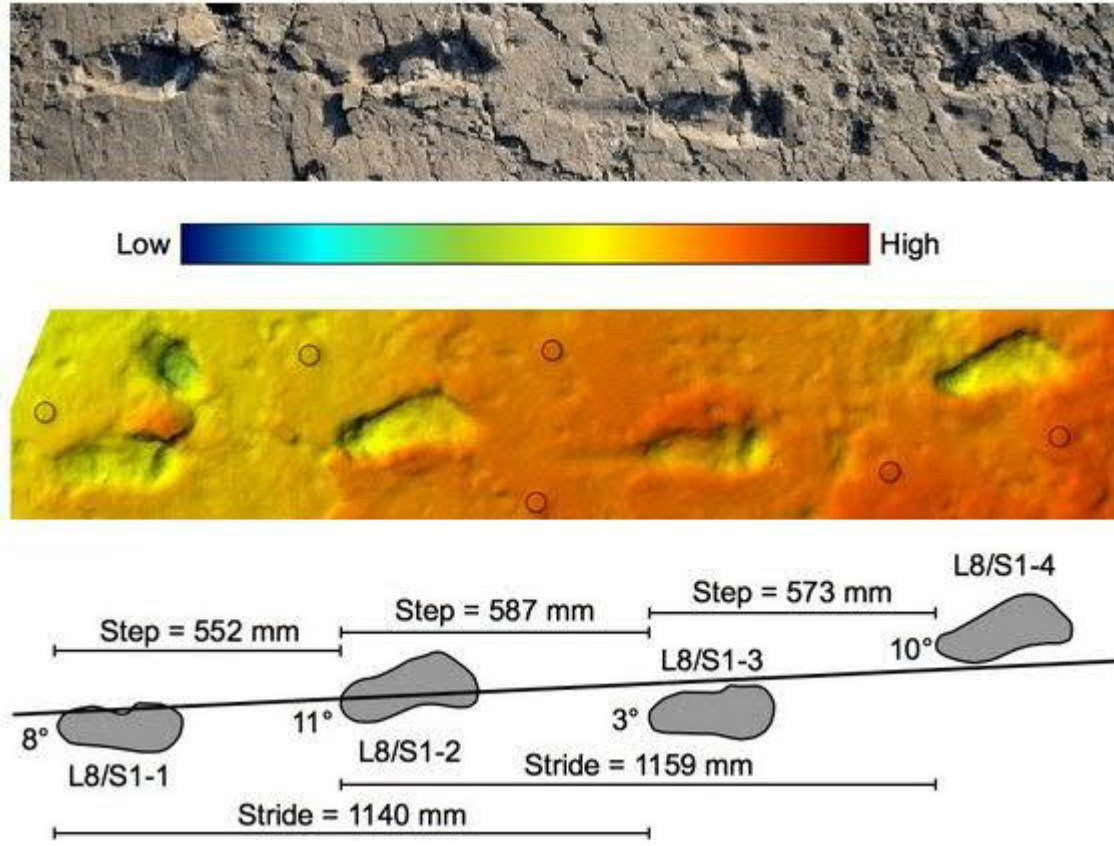 Low
High
L8/S1-4
Step = 587 mm
Step = 573 mm
Step = 552 mm
L8/S1-3
10°
11°
3°
8°
L8/S1-2
L8/S1-1
Stride = 1159 mm
Stride = 1140 mm